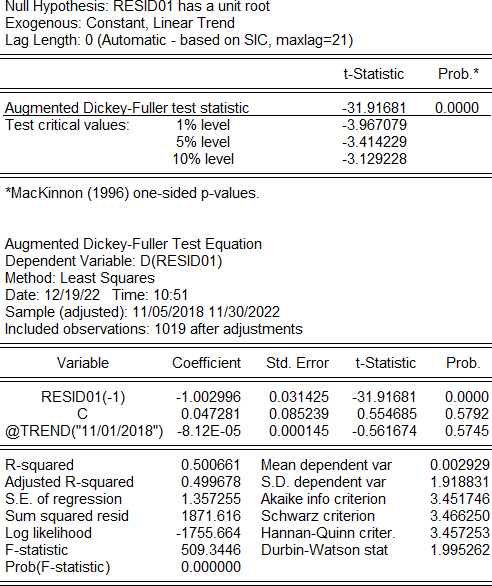 Null Hypothesis: RESID01 has a unit root
Exogenous: Constant, Linear Trend
Lag Length: 0 (Automatic - based on SIC, maxlag=21)
t-Statistic Prob.*
Augmented Dickey-Fuller test statistic -31.91681 0.0000
Test critical values: 1% level -3.967079
5% level -3.414229
10% level -3.129228
*MacKinnon (1996) one-sided p-values.
Augmented Dickey-Fuller Test Equation
Dependent Variable: D(RESID01)
Method: Least Squares
Date: 12/19/22 Time: 10:51
Sample (adjusted): 11/05/2018 11/30/2022
Included observations: 1019 after adjustments
Variable Coefficient Std. Error t-Statistic Prob.
RESID01(-1) -1.002996 0.031425 -31.91681 0.0000
C 0.047281 0.085239 0.554685 0.5792
@TREND("11/01/2018") -8.12E-05 0.000145 -0.561674 0.5745
R-squared 0.500661 Mean dependent var 0.002929
Adjusted R-squared 0.499678 S.D. dependent var 1.918831
S.E. of regression 1.357255 Akaike info criterion 3.451746
Sum squared resid 1871.616 Schwarz criterion 3.466250
Log likelihood -1755.664 Hannan-Quinn criter. 3.457253
F-statistic 509.3446 Durbin-Watson stat 1.995262
Prob(F-statistic) 0.000000